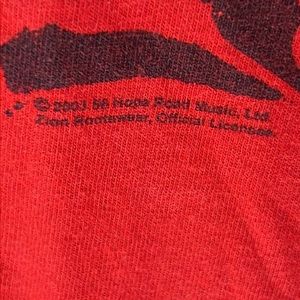 © 2001 56 Hope Road Music, Ltd.
Zion Rootswear, Official Licensee.